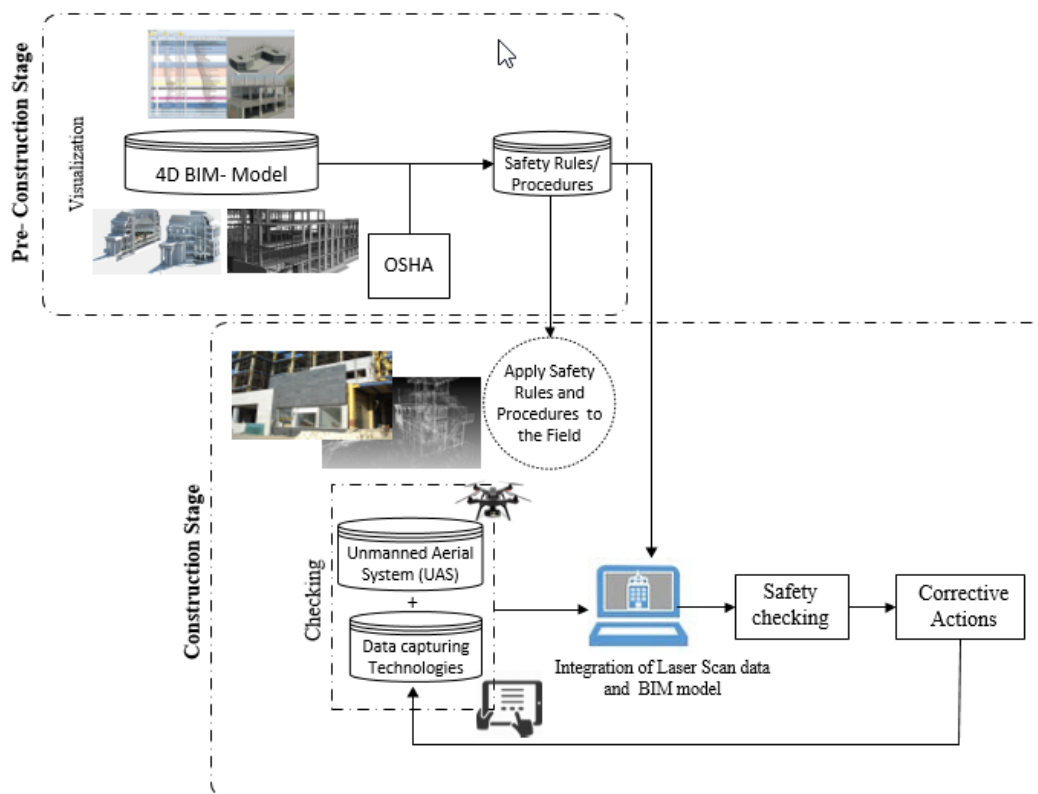 Pre- Construction Stage
Visualization
4D BIM- Model
Safety Rules/
Procedures
OSHA
Apply Safety
Rules and
Procedures to
the Field
Construction Stage
Checking
Unmanned Aerial
System (UAS)
+
Data capturing
Technologies
Integration of Laser Scan data
and BIM model
Safety
checking
Corrective
Actions